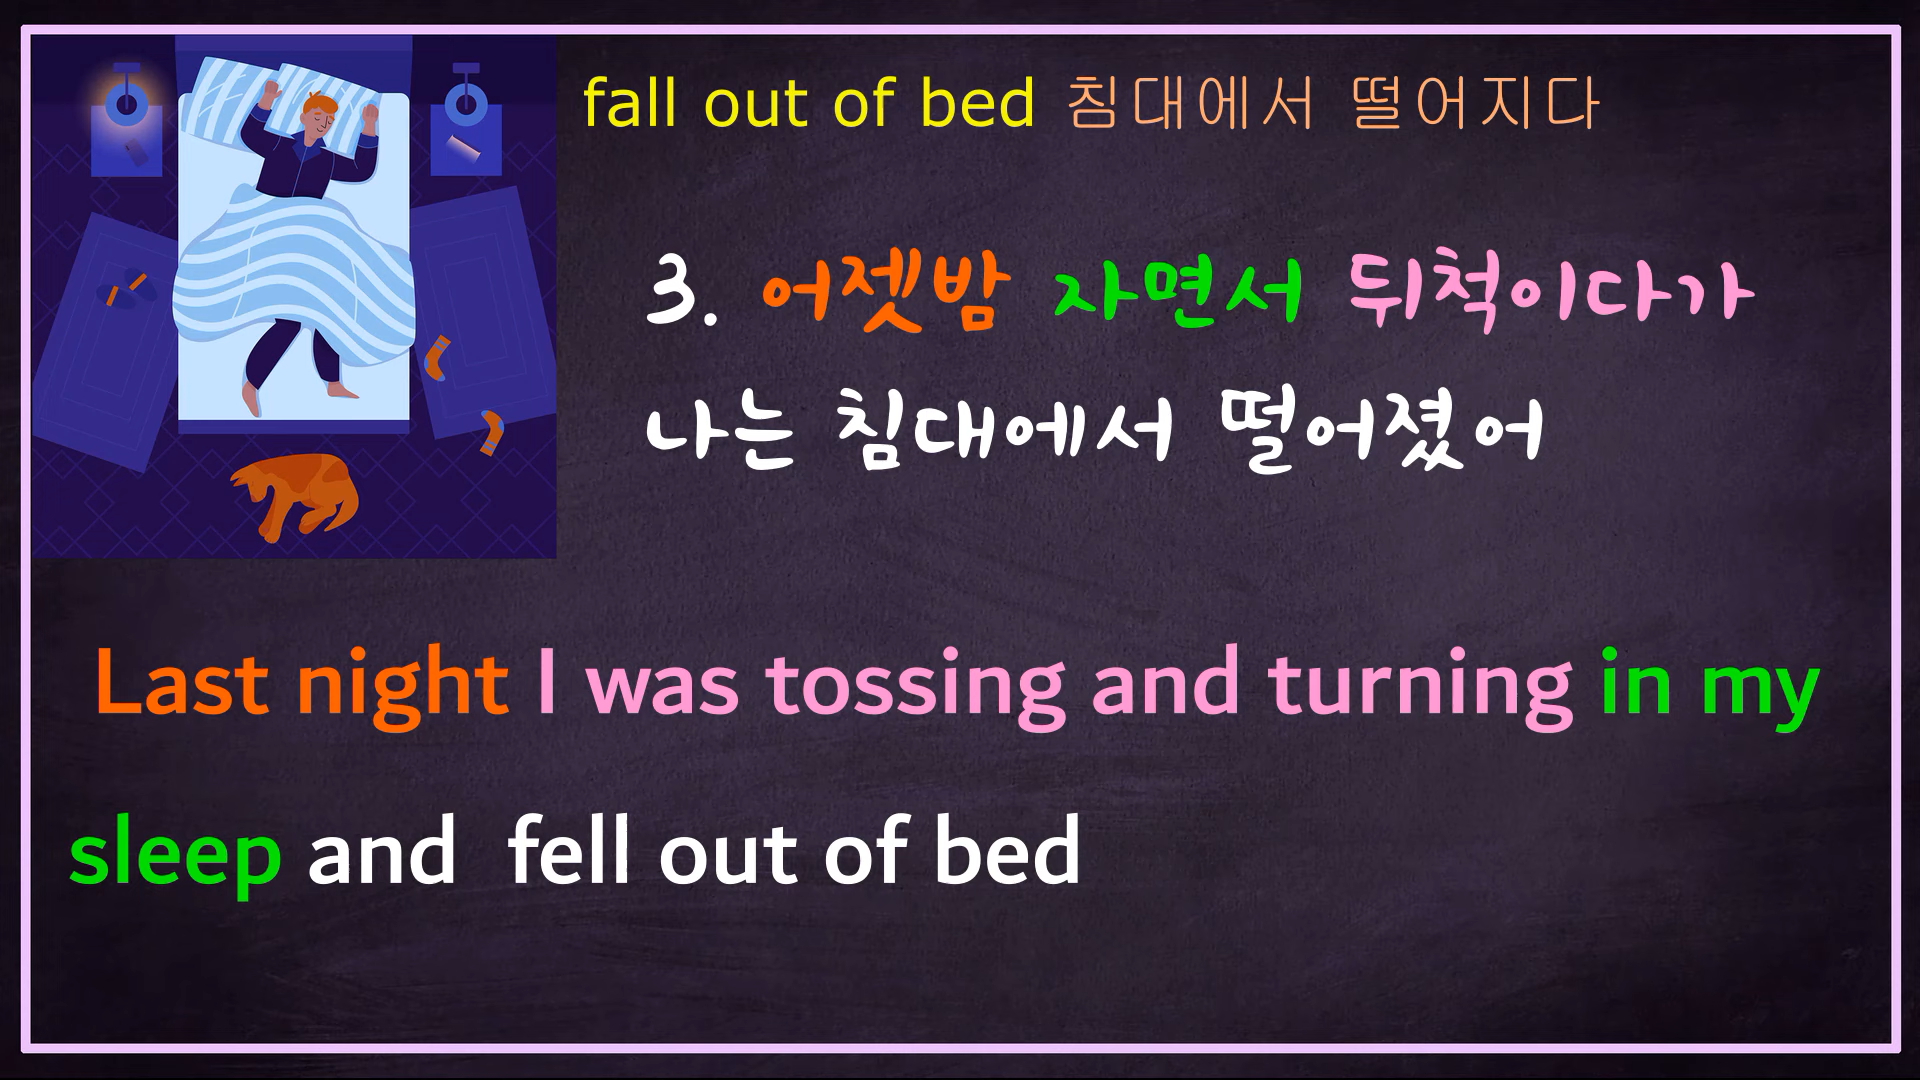 fall out of bed 침대에서 떨어지다
3. 어젯밤 자면서 뒤척이다가
나는 침대에서 떨어졌어
Last night I was tossing and turning in my
sleep and fell out of bed